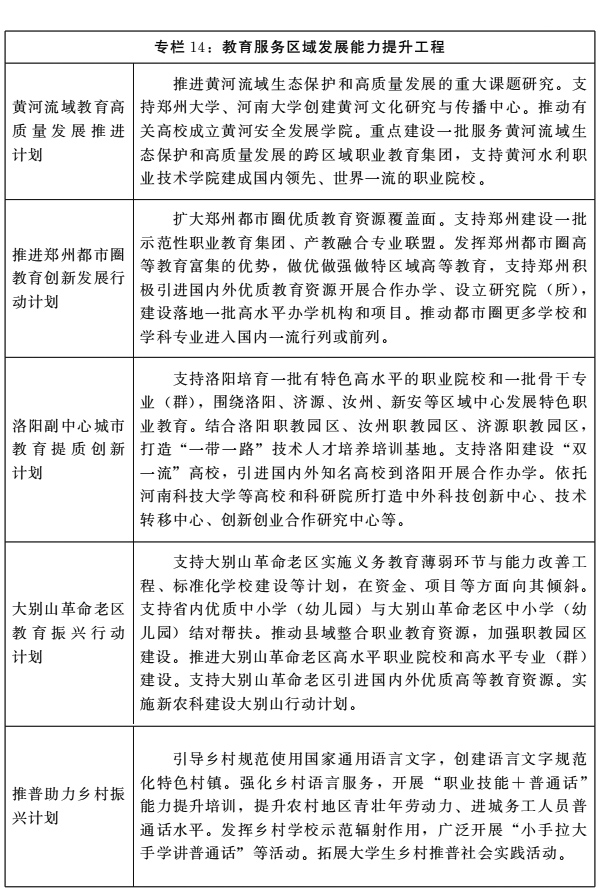 专栏 14：教育服务区域发展能力提升工程
黄河流域教育高
质量发展推进
计划
推进黄河流域生态保护和高质量发展的重大课题研究。支
持郑州大学、河南大学创建黄河文化研究与传播中心。推动有
关高校成立黄河安全发展学院。重点建设一批服务黄河流域生
态保护和高质量发展的跨区域职业教育集团，支持黄河水利职
业技术学院建成国内领先、世界一流的职业院校。
推进郑州都市圈
教育创新发展行
动计划
扩大郑州都市圈优质教育资源覆盖面。支持郑州建设一批
示范性职业教育集团、产教融合专业联盟。发挥郑州都市圈高
等教育富集的优势，做优做强做特区域高等教育，支持郑州积
极引进国内外优质教育资源开展合作办学、设立研究院（所），
建设落地一批高水平办学机构和项目。推动都市圈更多学校和
学科专业进入国内一流行列或前列。
洛阳副中心城市
教育提质创新
计划
支持洛阳培育一批有特色高水平的职业院校和一批骨干专
业（群），围绕洛阳、济源、汝州、新安等区域中心发展特色职
业教育。结合洛阳职教园区、汝州职教园区、济源职教园区，
打造“一带一路”技术人才培养培训基地。支持洛阳建设“双
一流”高校，引进国内外知名高校到洛阳开展合作办学。依托
河南科技大学等高校和科研院所打造中外科技创新中心、技术
转移中心、创新创业合作研究中心等。
大别山革命老区
教育振兴行动
计划
支持大别山革命老区实施义务教育薄弱环节与能力改善工
程、标准化学校建设等计划，在资金、项目等方面向其倾斜。
支持省内优质中小学（幼儿园）与大别山革命老区中小学（幼
儿园）结对帮扶。推动县域整合职业教育资源，加强职教园区
建设。推进大别山革命老区高水平职业院校和高水平专业（群）
建设。支持大别山革命老区引进国内外优质高等教育资源。实
施新农科建设大别山行动计划。
推普助力乡村振
兴计划
引导乡村规范使用国家通用语言文字，创建语言文字规范
化特色村镇。强化乡村语言服务，开展“职业技能＋普通话”
能力提升培训，提升农村地区青壮年劳动力、进城务工人员普
通话水平。发挥乡村学校示范辐射作用，广泛开展“小手拉大
手学讲普通话”等活动。拓展大学生乡村推普社会实践活动。